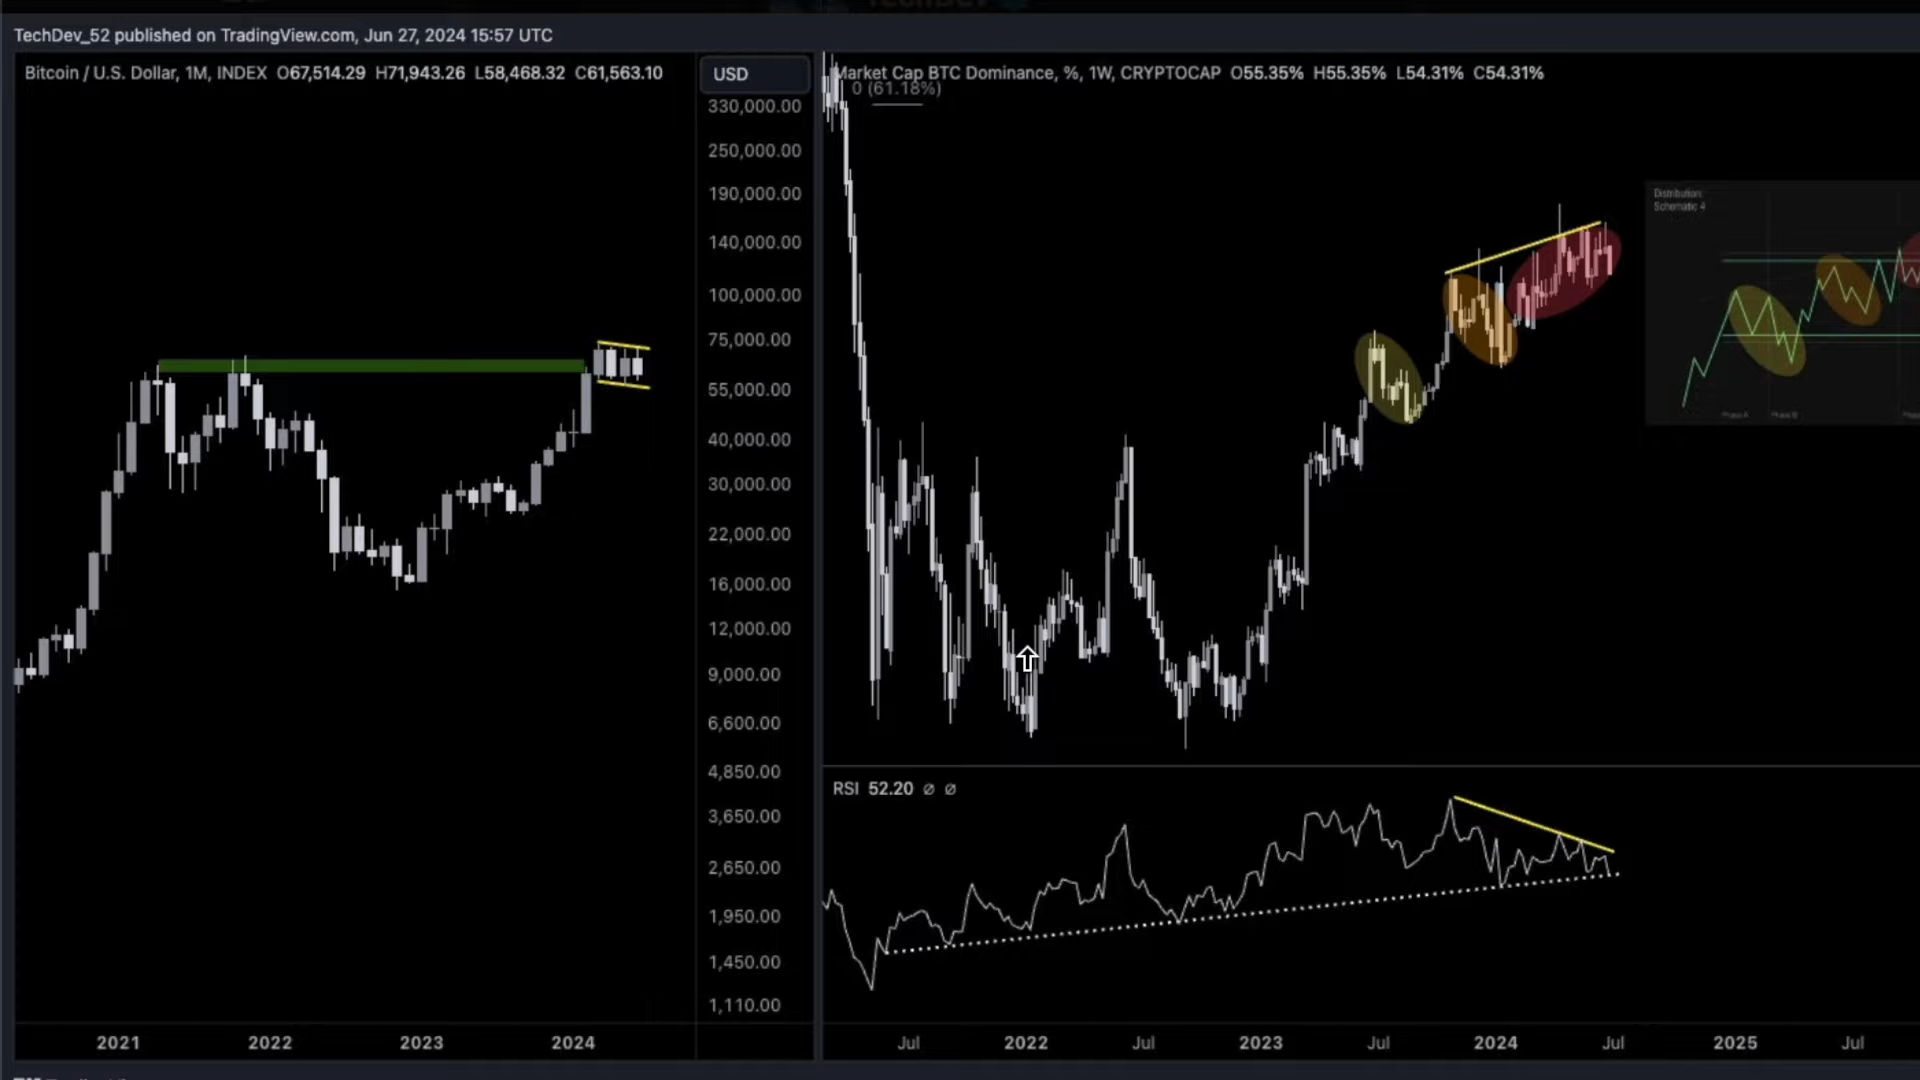 TechDev_52 published on TradingView.com, Jun 27, 2024 15:57 UTC
Bitcoin / U.S. Dollar, 1M, INDEX O67,514.29 H71,943.26 L58,468.32 C61,563.10
USD
330,000.00
250,000.00
190,000.00
140,000.00
100,000.00
75,000.00
55,000.00
40,000.00
30,000.00
22,000.00
16,000.00
12,000.00
9,000.00
6,600.00
4,850.00
3,650.00
2,650.00
1,950.00
1,450.00
1,110.00
2021 2022 2023 2024
Market Cap BTC Dominance, %, 1W, CRYPTOCAP O55.35% H55.35% L54.31% C54.31%
0 (61.18%)
Distribution:
Schematic 4
Phase A Phase B
RSI 52.20 ∅ ∅
Jul 2022 Jul 2023 Jul 2024 Jul 2025 Jul